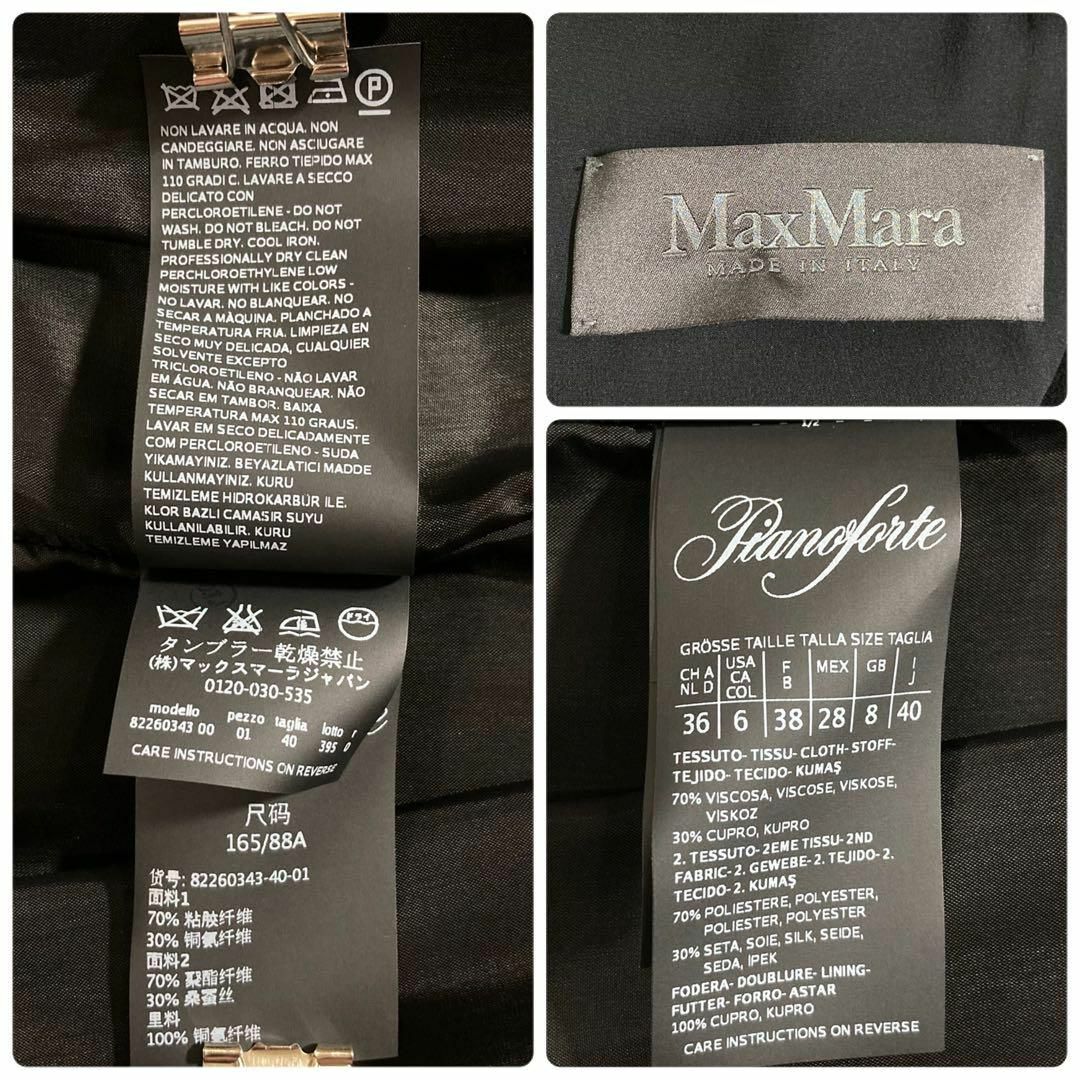 P
NON LAVARE IN ACQUA. NON
CANDEGGIARE. NON ASCIUGARE
IN TAMBURO. FERRO TIEPIDO MAX
110 GRADI C. LAVARE A SECCO
DELICATO CON
PERCLOROETILENE - DO NOT
WASH. DO NOT BLEACH. DO NOT
TUMBLE DRY. COOL IRON.
PROFESSIONALLY DRY CLEAN
PERCHLOROETHYLENE LOW
MOISTURE WITH LIKE COLORS -
NO LAVAR. NO BLANQUEAR. NO
SECAR A MÀQUINA. PLANCHADO A
TEMPERATURA FRIA. LIMPIEZA EN
SECO MUY DELICADA, CUALQUIER
SOLVENTE EXCEPTO
TRICLOROETILENO - NÃO LAVAR
EM ÁGUA. NÃO BRANQUEAR. NÃO
SECAR EM TAMBOR. BAIXA
TEMPERATURA MAX 110 GRAUS.
LAVAR EM SECO DELICADAMENTE
COM PERCLOROETILENO - SUDA
YIKAMAYINIZ. BEYAZLATICI MADDE
KULLANMAYINIZ. KURU
TEMIZLEME HIDROKARBÜR ILE.
KLOR BAZLI CAMASIR SUYU
KULLANILABILIR. KURU
TEMIZLEME YAPILMAZ
ドライ
タンブラー乾燥禁止
(株)マックスマーラジャパン
0120-030-535
modello pezzo taglia lotto
82260343 00 01 40 395 0
CARE INSTRUCTIONS ON REVERSE
尺码
165/88A
货号: 82260343-40-01
面料1
70% 粘胶纤维
30% 铜氨纤维
面料2
70% 聚酯纤维
30% 桑蚕丝
里料
100% 铜氨纤维
MaxMara
MADE IN ITALY
1/2
Pianoforte
GRÖSSE TAILLE TALLA SIZE TAGLIA
CH A NL D USA CA COL F B MEX GB I J
36 6 38 28 8 40
TESSUTO- TISSU- CLOTH- STOFF-
TEJIDO- TECIDO- KUMAŞ
70% VISCOSA, VISCOSE, VISKOSE,
VİSKOZ
30% CUPRO, KUPRO
2. TESSUTO- 2EME TISSU- 2ND
FABRIC- 2. GEWEBE- 2. TEJIDO- 2.
TECIDO- 2. KUMAŞ
70% POLIESTERE, POLYESTER,
POLIESTER, POLYESTER
30% SETA, SOIE, SILK, SEIDE,
SEDA, IPEK
FODERA- DOUBLURE- LINING-
FUTTER- FORRO- ASTAR
100% CUPRO, KUPRO
CARE INSTRUCTIONS ON REVERSE